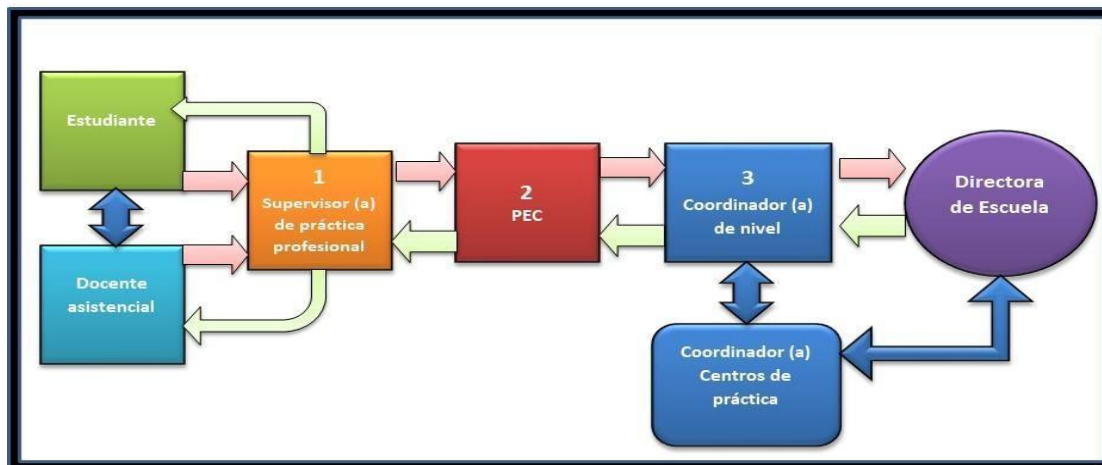 Estudiante
Docente
asistencial
1
Supervisor (a)
de práctica
profesional
2
PEC
3
Coordinador (a)
de nivel
Directora
de Escuela
Coordinador (a)
Centros de
práctica